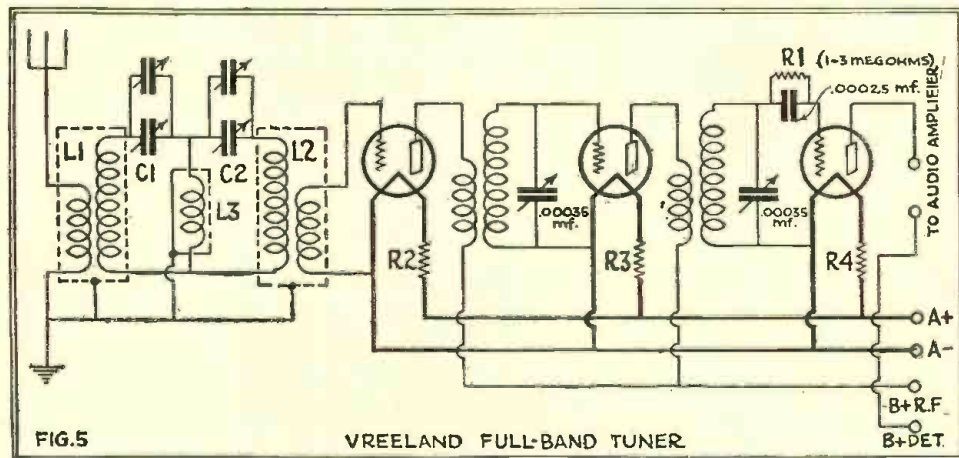 R1 (1-3 MEGOHMS)
.00025 mf.
L1
C1
C2
L2
L3
.00035
mf.
.00035
mf.
TO AUDIO AMPLIFIER
R2
R3
R4
A+
A-
B+R.F.
B+DET.
FIG.5
VREELAND FULL-BAND TUNER